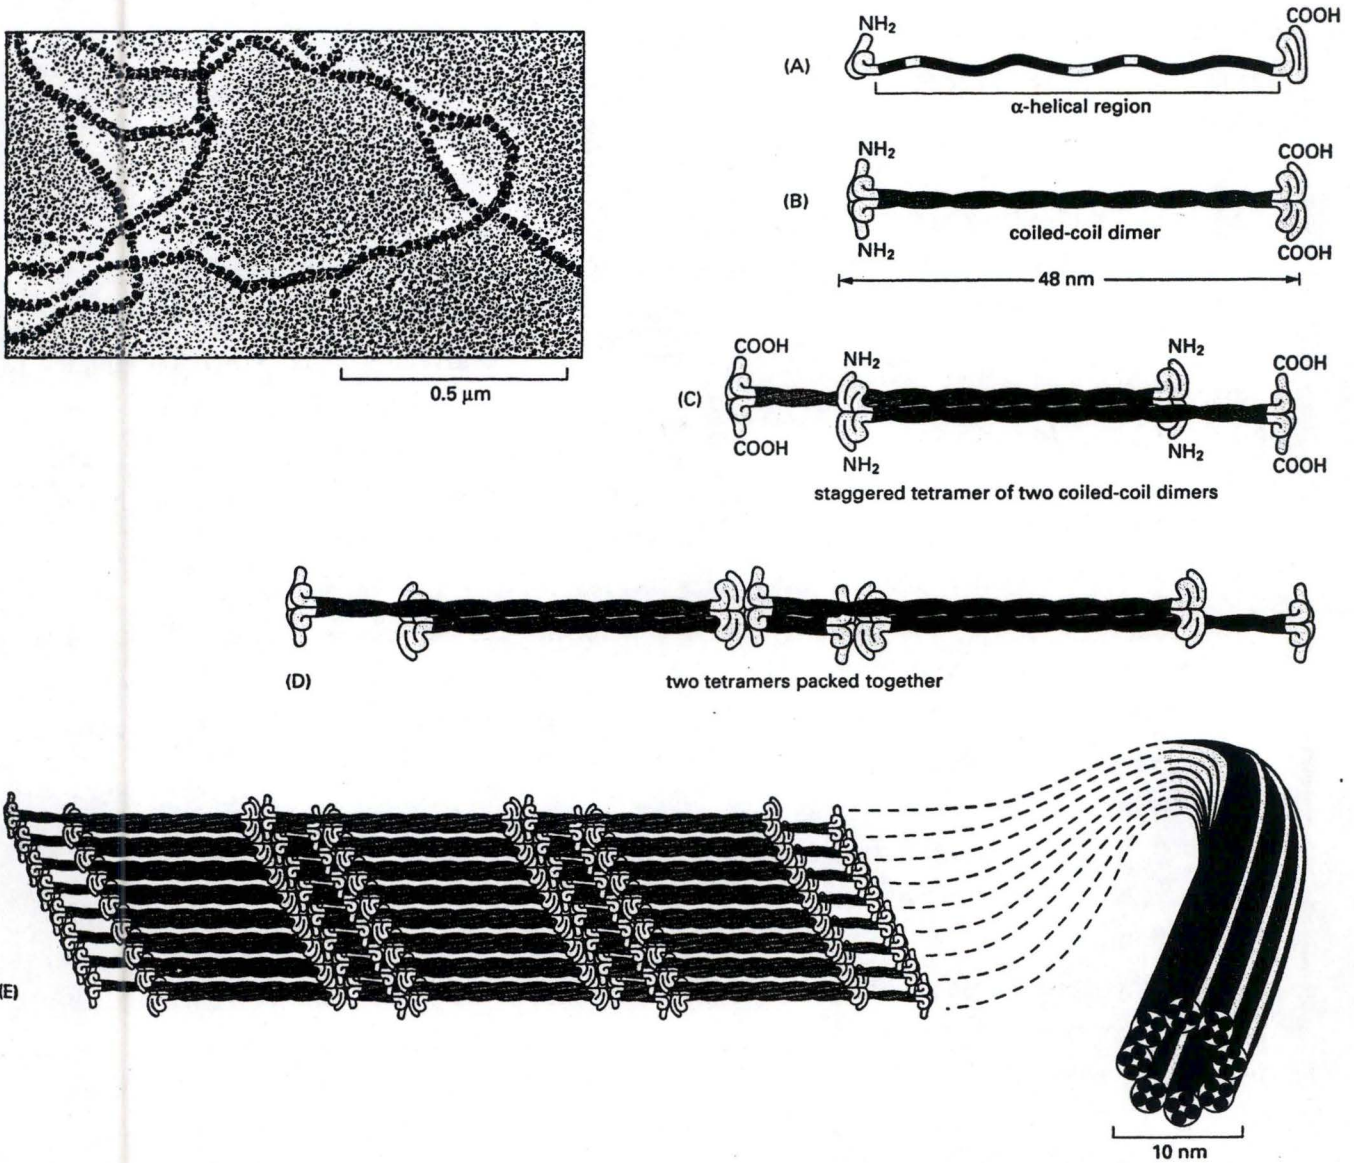 0.5 μm
NH₂
COOH
(A)
α-helical region
NH₂
COOH
(B)
coiled-coil dimer
NH₂
COOH
48 nm
COOH
NH₂
NH₂
COOH
(C)
COOH
NH₂
NH₂
COOH
staggered tetramer of two coiled-coil dimers
(D)
two tetramers packed together
(E)
10 nm